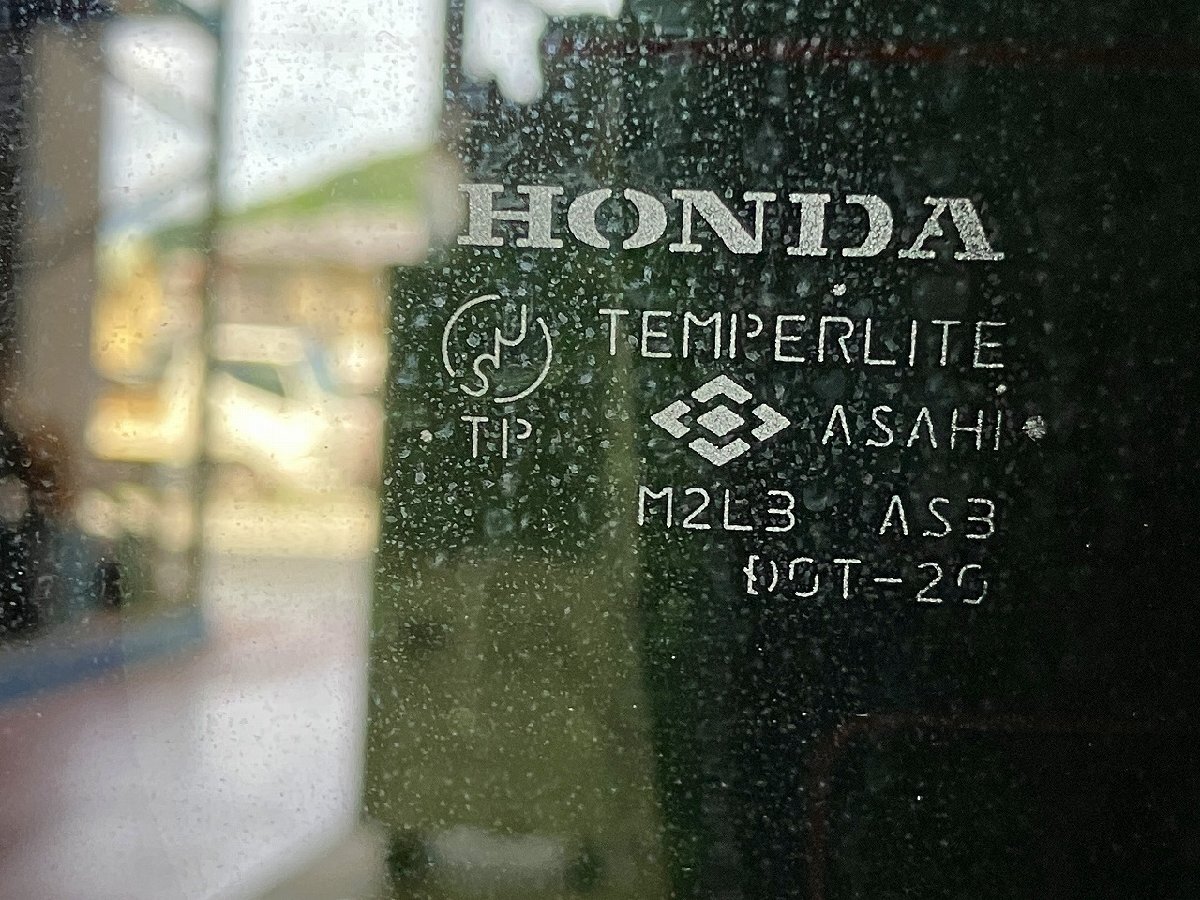 HONDA
TEMPERLITE
TP
ASAHI
M2L3 AS3
DOT-20